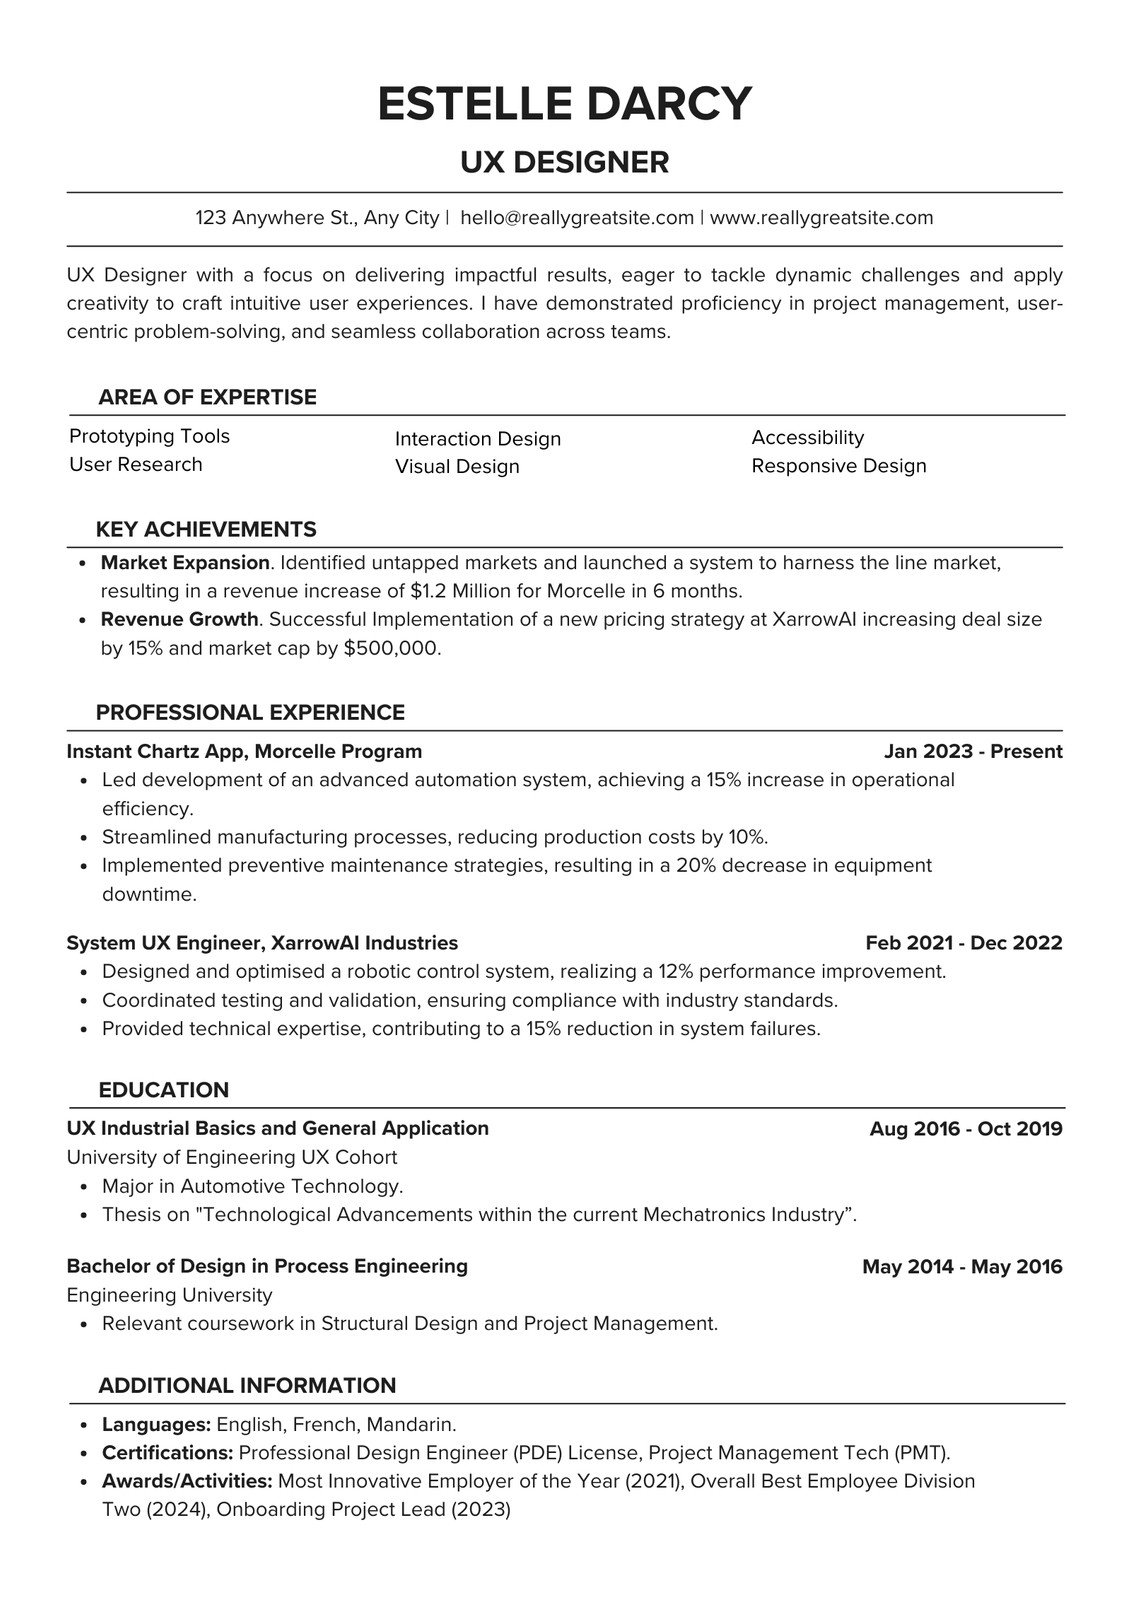 ESTELLE DARCY
UX DESIGNER
123 Anywhere St., Any City | hello@reallygreatsite.com | www.reallygreatsite.com
UX Designer with a focus on delivering impactful results, eager to tackle dynamic challenges and apply
creativity to craft intuitive user experiences. I have demonstrated proficiency in project management, user-
centric problem-solving, and seamless collaboration across teams.
AREA OF EXPERTISE
Prototyping Tools
User Research
Interaction Design
Visual Design
Accessibility
Responsive Design
KEY ACHIEVEMENTS
• Market Expansion. Identified untapped markets and launched a system to harness the line market,
resulting in a revenue increase of $1.2 Million for Morcelle in 6 months.
• Revenue Growth. Successful Implementation of a new pricing strategy at XarrowAI increasing deal size
by 15% and market cap by $500,000.
PROFESSIONAL EXPERIENCE
Instant Chartz App, Morcelle Program Jan 2023 - Present
• Led development of an advanced automation system, achieving a 15% increase in operational
efficiency.
• Streamlined manufacturing processes, reducing production costs by 10%.
• Implemented preventive maintenance strategies, resulting in a 20% decrease in equipment
downtime.
System UX Engineer, XarrowAI Industries Feb 2021 - Dec 2022
• Designed and optimised a robotic control system, realizing a 12% performance improvement.
• Coordinated testing and validation, ensuring compliance with industry standards.
• Provided technical expertise, contributing to a 15% reduction in system failures.
EDUCATION
UX Industrial Basics and General Application Aug 2016 - Oct 2019
University of Engineering UX Cohort
• Major in Automotive Technology.
• Thesis on "Technological Advancements within the current Mechatronics Industry”.
Bachelor of Design in Process Engineering May 2014 - May 2016
Engineering University
• Relevant coursework in Structural Design and Project Management.
ADDITIONAL INFORMATION
• Languages: English, French, Mandarin.
• Certifications: Professional Design Engineer (PDE) License, Project Management Tech (PMT).
• Awards/Activities: Most Innovative Employer of the Year (2021), Overall Best Employee Division
Two (2024), Onboarding Project Lead (2023)